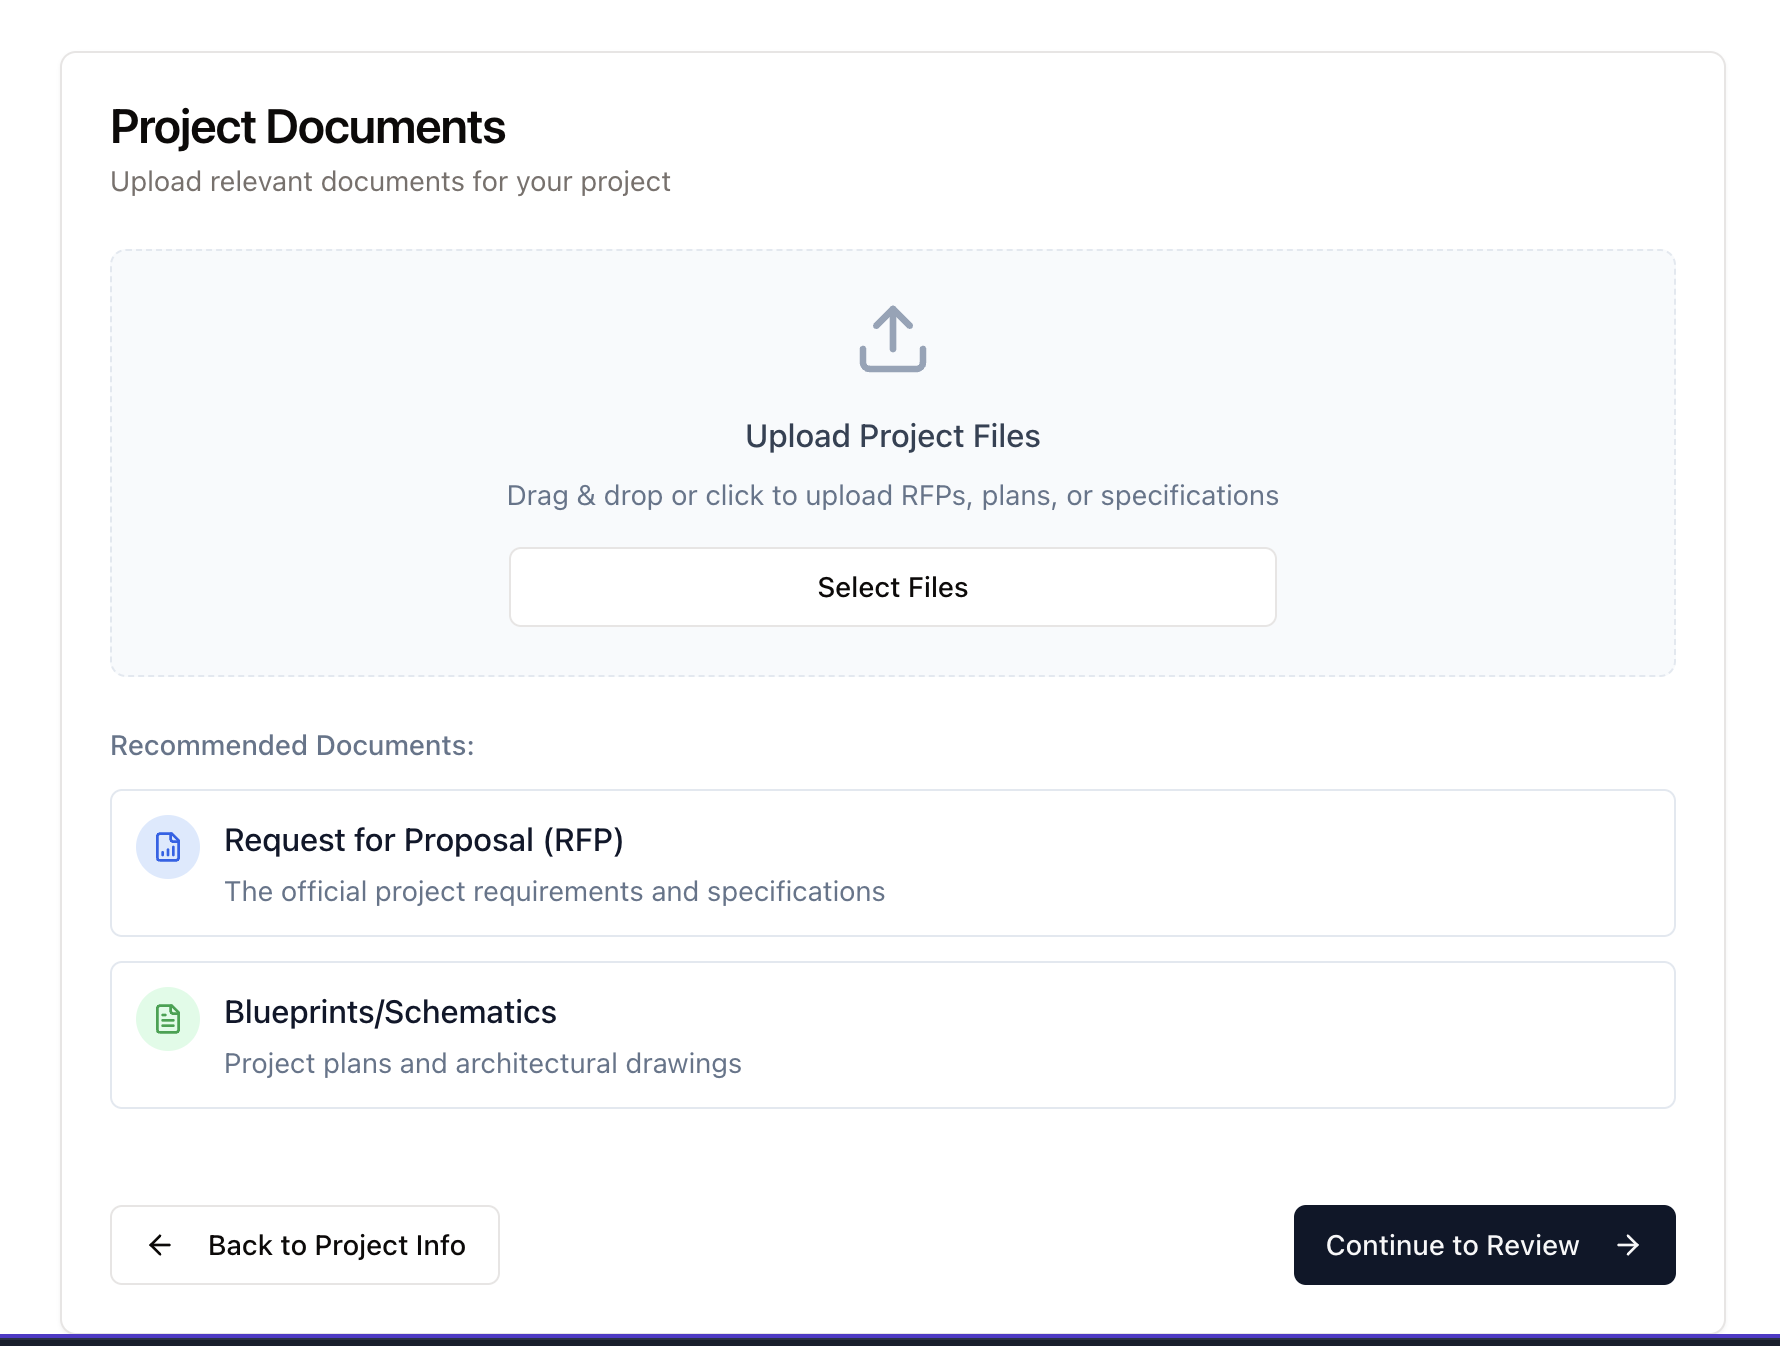 Project Documents
Upload relevant documents for your project
Upload Project Files
Drag & drop or click to upload RFPs, plans, or specifications
Select Files
Recommended Documents:
Request for Proposal (RFP)
The official project requirements and specifications
Blueprints/Schematics
Project plans and architectural drawings
Back to Project Info
Continue to Review